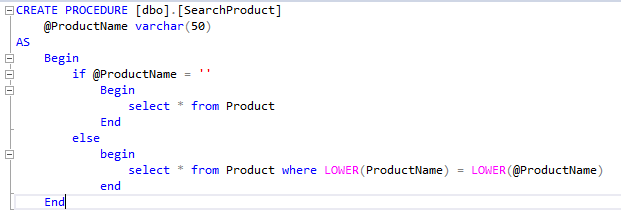 CREATE PROCEDURE [dbo].[SearchProduct]
    @ProductName varchar(50)
AS
    Begin
        if @ProductName = ''
            Begin
                select * from Product
            End
        else
            begin
                select * from Product where LOWER(ProductName) = LOWER(@ProductName)
            end
    End